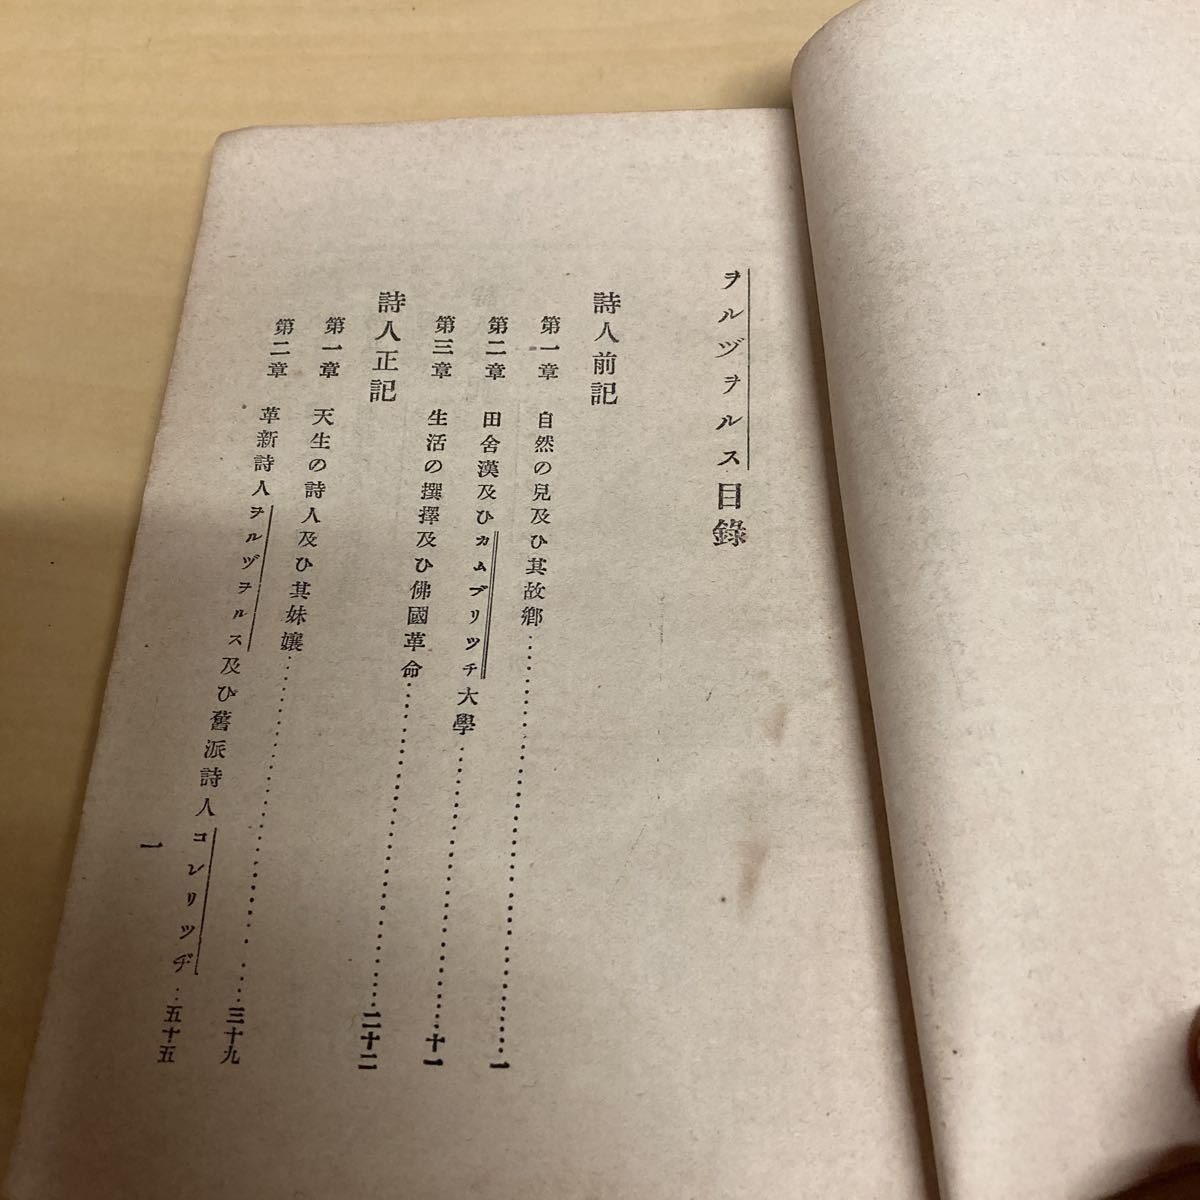 ヲルヅヲルス目錄
詩人前記
第一章 自然の兒及ひ其故鄕……一
第二章 田舍漢及ひカムブリッチ大學……十一
第三章 生活の撰擇及ひ佛國革命……二十二
詩人正記
第一章 天生の詩人及ひ其妹孃……三十九
第二章 革新詩人ヲルヅヲルス及ひ舊派詩人コレリッヂ…五十五
一